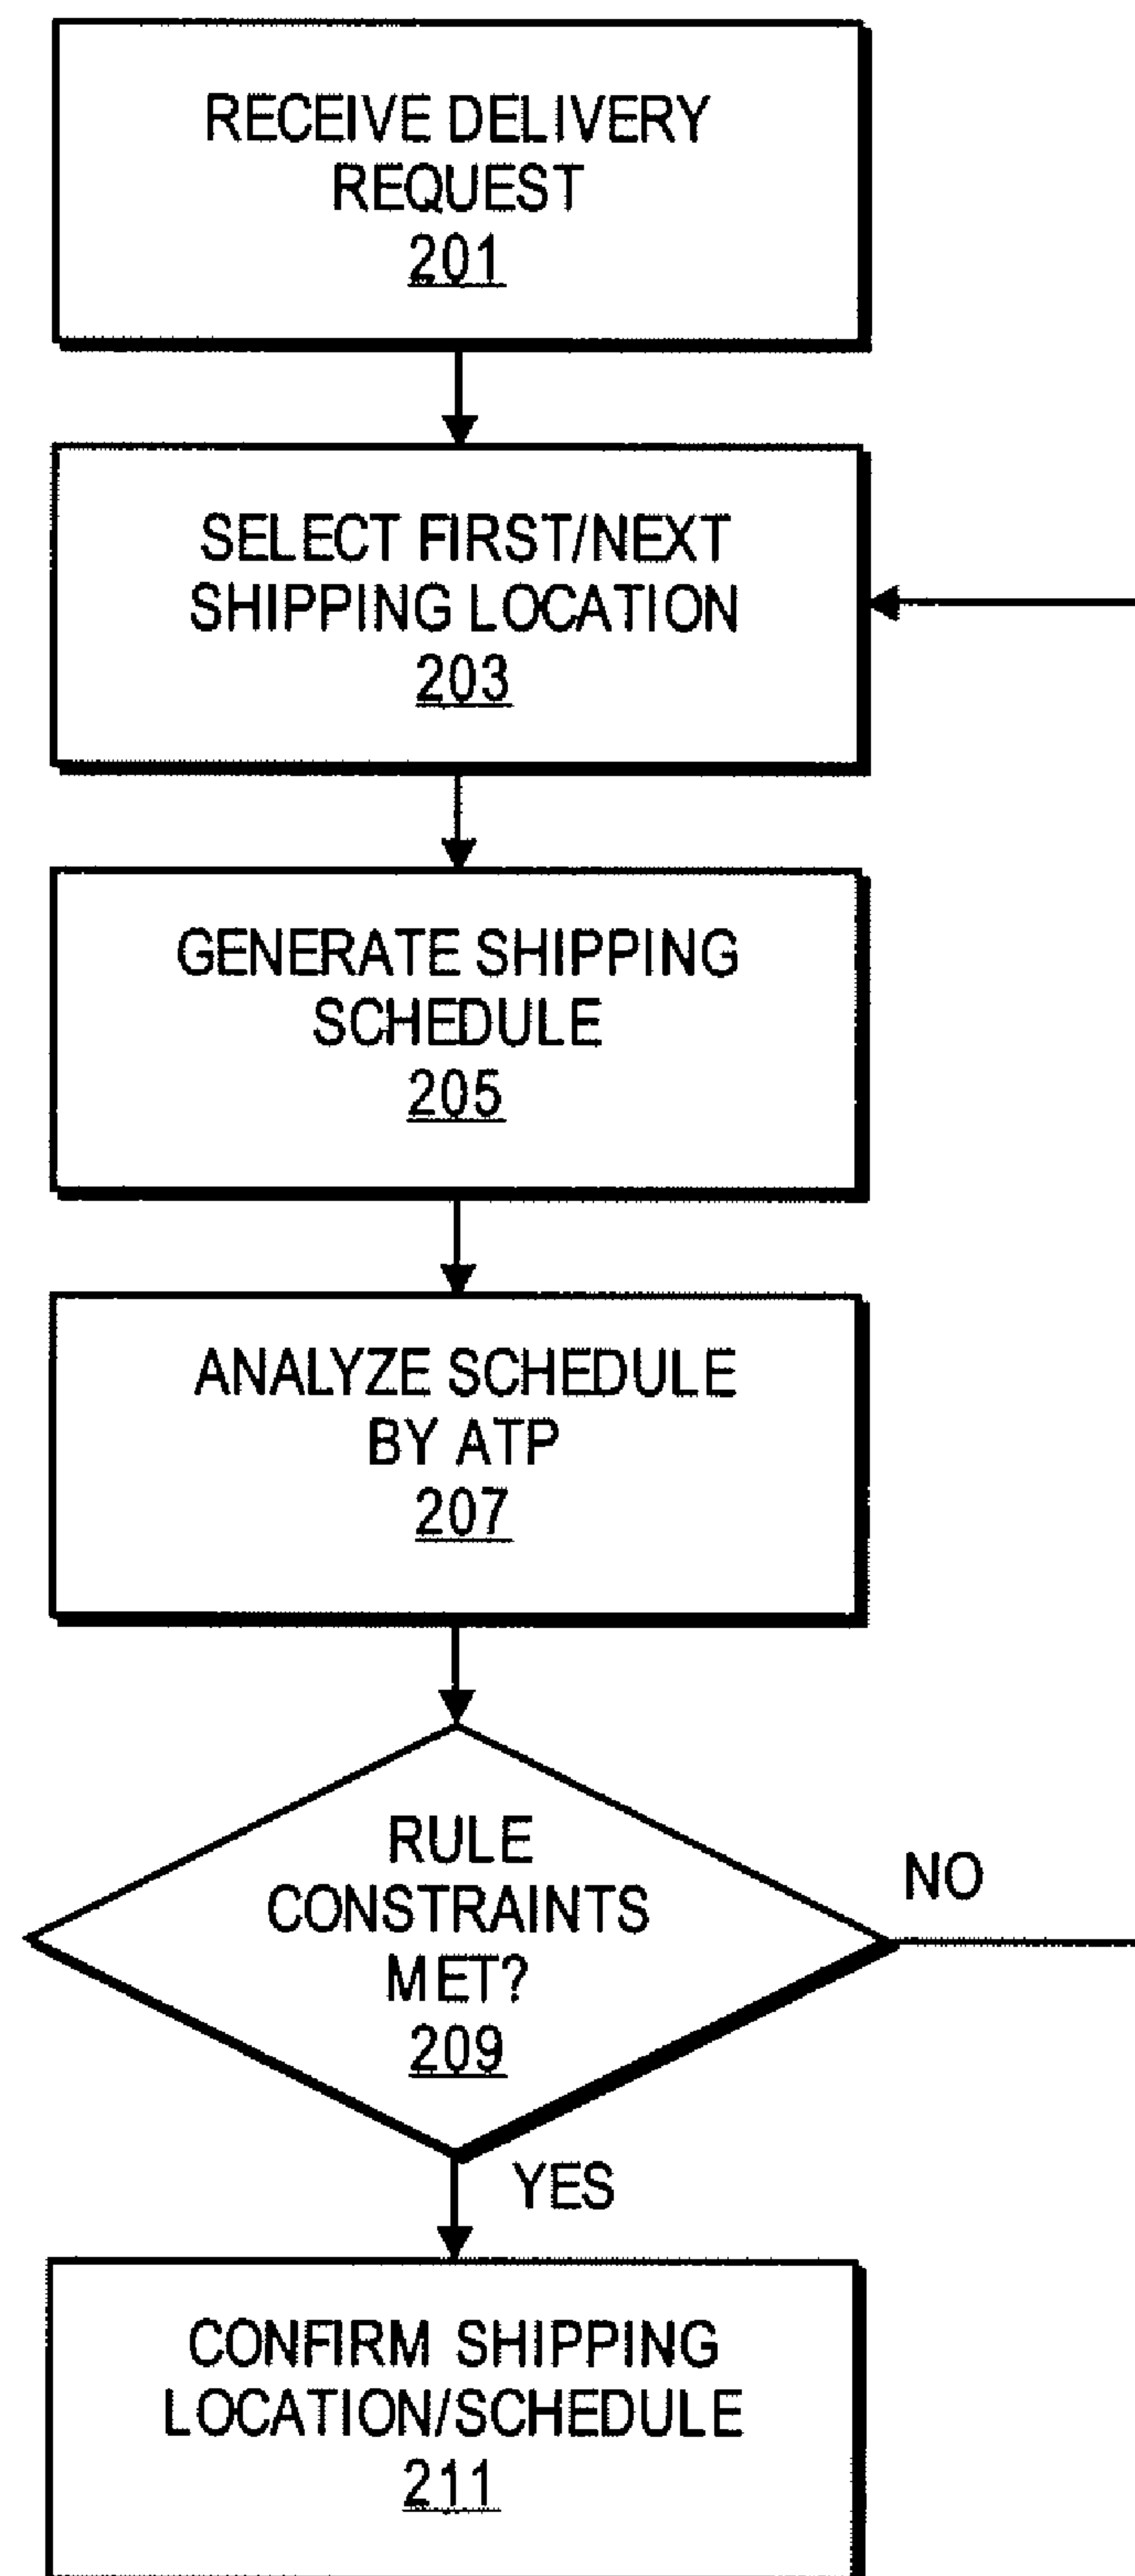 RECEIVE DELIVERY
REQUEST
201
SELECT FIRST/NEXT
SHIPPING LOCATION
203
GENERATE SHIPPING
SCHEDULE
205
ANALYZE SCHEDULE
BY ATP
207
RULE
CONSTRAINTS
MET?
209
NO
YES
CONFIRM SHIPPING
LOCATION/SCHEDULE
211